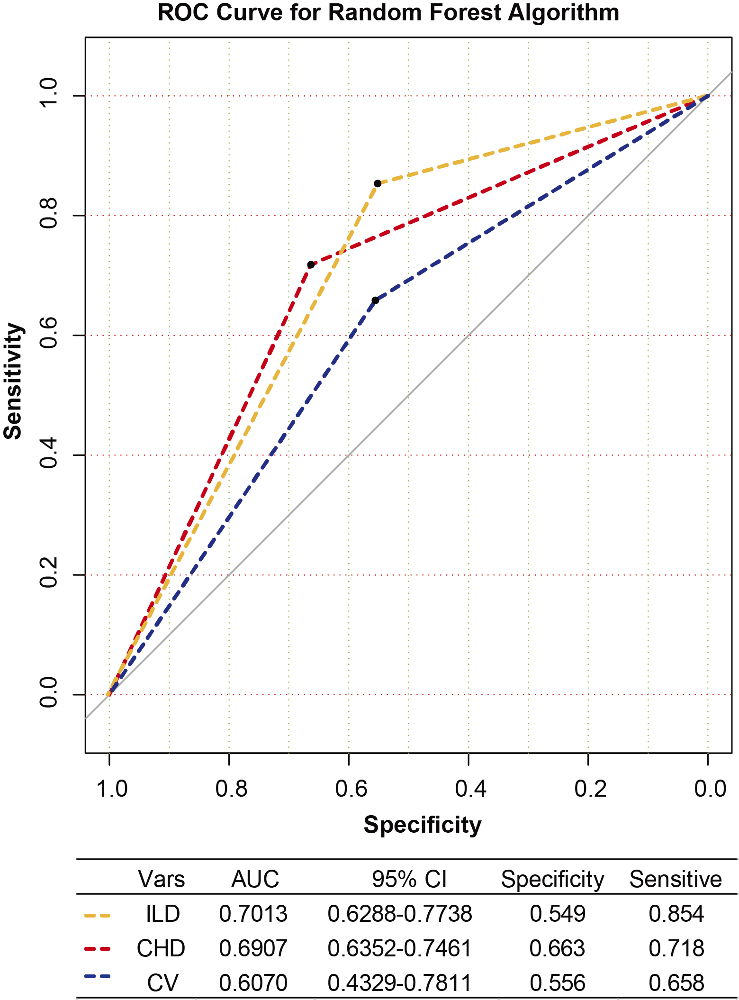 ROC Curve for Random Forest Algorithm
Sensitivity
1.0
0.8
0.6
0.4
0.2
0.0
1.0 0.8 0.6 0.4 0.2 0.0
Specificity
Vars AUC 95% CI Specificity Sensitive
ILD 0.7013 0.6288-0.7738 0.549 0.854
CHD 0.6907 0.6352-0.7461 0.663 0.718
CV 0.6070 0.4329-0.7811 0.556 0.658